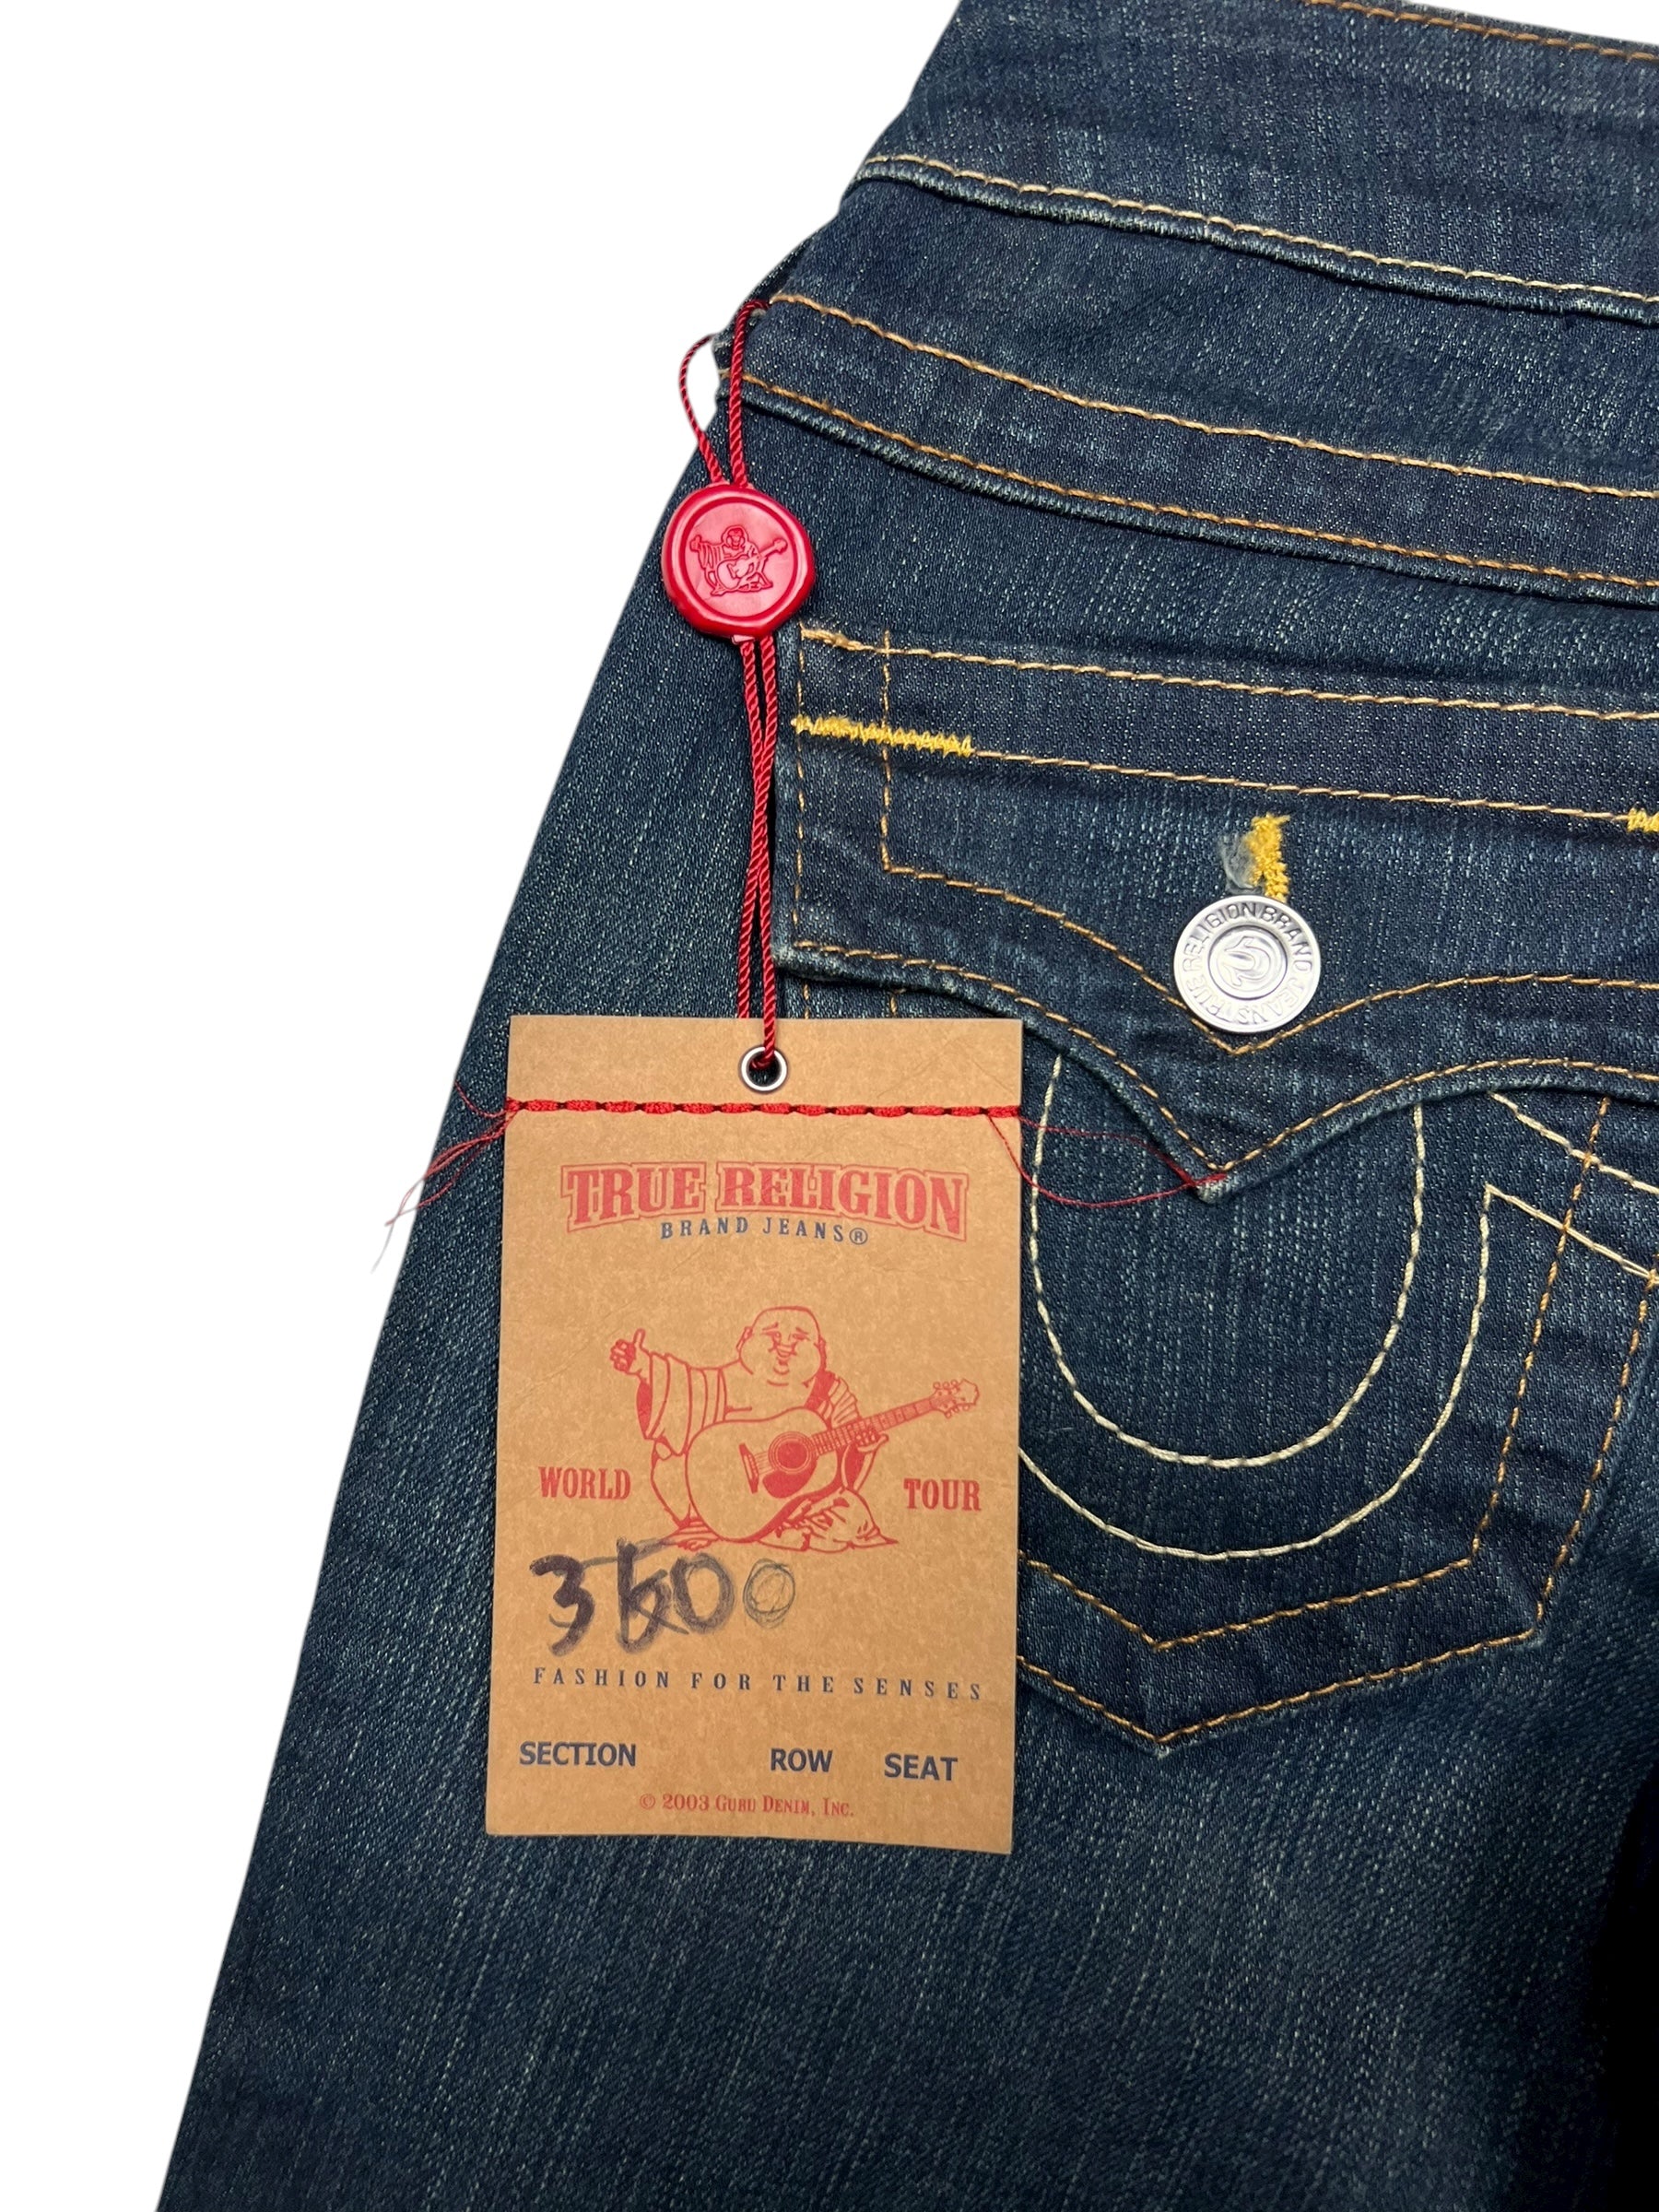 RELIGION BRAND JEANS TRUE
TRUE RELIGION
BRAND JEANS®
WORLD TOUR
FASHION FOR THE SENSES
SECTION ROW SEAT
© 2003 GURU DENIM, INC.